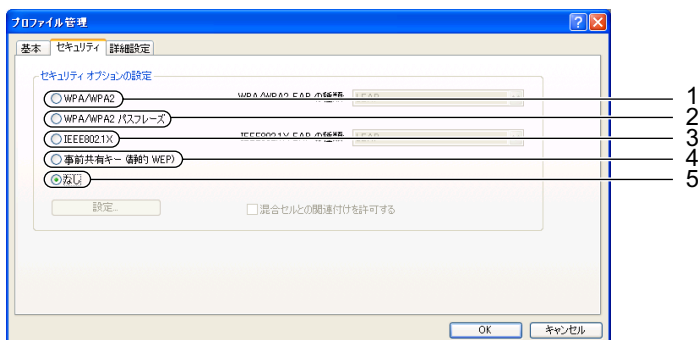 プロファイル管理
基本 セキュリティ 詳細設定
セキュリティ オプションの設定
WPA/WPA2 WPA/WPA2 EAP の種類: LEAP 1
WPA/WPA2 パスフレーズ 2
IEEE802.1X IEEE802.1X EAP の種類: LEAP 3
事前共有キー (静的 WEP) 4
なし 5
設定... 混合セルとの関連付けを許可する
OK キャンセル